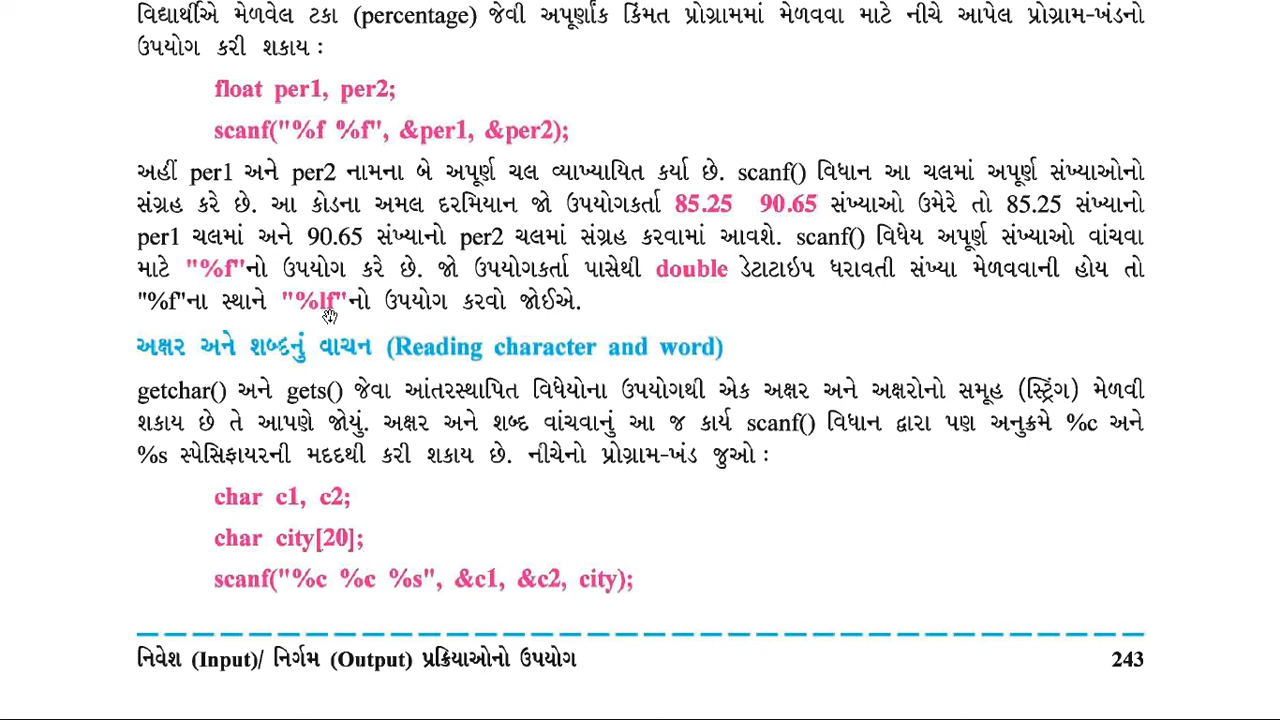 વિદ્યાર્થીએ મેળવેલ ટકા (percentage) જેવી અપૂર્ણાંક કિંમત પ્રોગ્રામમાં મેળવવા માટે નીચે આપેલ પ્રોગ્રામ-ખંડનો
ઉપયોગ કરી શકાય :
float per1, per2;
scanf("%f %f", &per1, &per2);
અહીં per1 અને per2 નામના બે અપૂર્ણ ચલ વ્યાખ્યાયિત કર્યા છે. scanf() વિધાન આ ચલમાં અપૂર્ણ સંખ્યાઓનો
સંગ્રહ કરે છે. આ કોડના અમલ દરમિયાન જો ઉપયોગકર્તા 85.25 90.65 સંખ્યાઓ ઉમેરે તો 85.25 સંખ્યાનો
per1 ચલમાં અને 90.65 સંખ્યાનો per2 ચલમાં સંગ્રહ કરવામાં આવશે. scanf() વિધેય અપૂર્ણ સંખ્યાઓ વાંચવા
માટે "%f"નો ઉપયોગ કરે છે. જો ઉપયોગકર્તા પાસેથી double ડેટાટાઇપ ધરાવતી સંખ્યા મેળવવાની હોય તો
"%f"ના સ્થાને "%lf"નો ઉપયોગ કરવો જોઈએ.
અક્ષર અને શબ્દનું વાચન (Reading character and word)
getchar() અને gets() જેવા આંતરસ્થાપિત વિધેયોના ઉપયોગથી એક અક્ષર અને અક્ષરોનો સમૂહ (સ્ટ્રિંગ) મેળવી
શકાય છે તે આપણે જોયું. અક્ષર અને શબ્દ વાંચવાનું આ જ કાર્ય scanf() વિધાન દ્વારા પણ અનુક્રમે %c અને
%s સ્પેસિફાયરની મદદથી કરી શકાય છે. નીચેનો પ્રોગ્રામ-ખંડ જુઓ :
char c1, c2;
char city[20];
scanf("%c %c %s", &c1, &c2, city);
નિવેશ (Input)/ નિર્ગમ (Output) પ્રક્રિયાઓનો ઉપયોગ 243